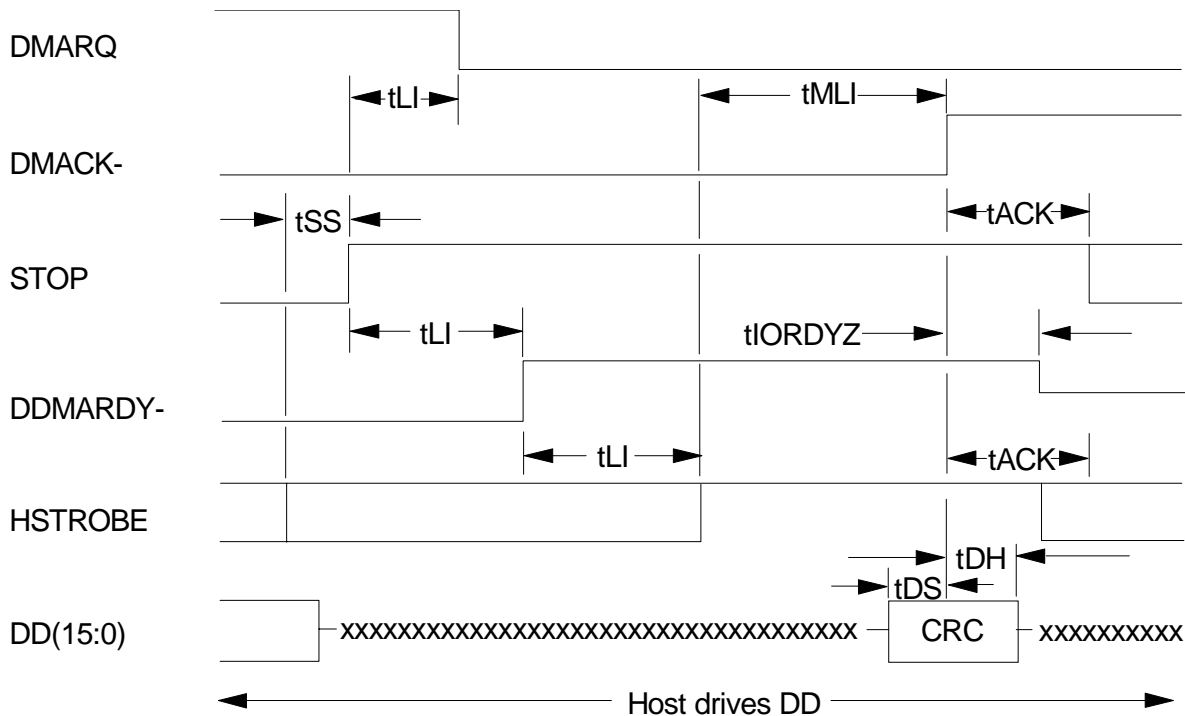 DMARQ
tLI
tMLI
DMACK-
tSS
tACK
STOP
tLI
tIORDYZ
DDMARDY-
tLI
tACK
HSTROBE
tDH
tDS
DD(15:0)
xxxxxxxxxxxxxxxxxxxxxxxxxxxxxxxxxxxxx
CRC
xxxxxxxxxx
Host drives DD